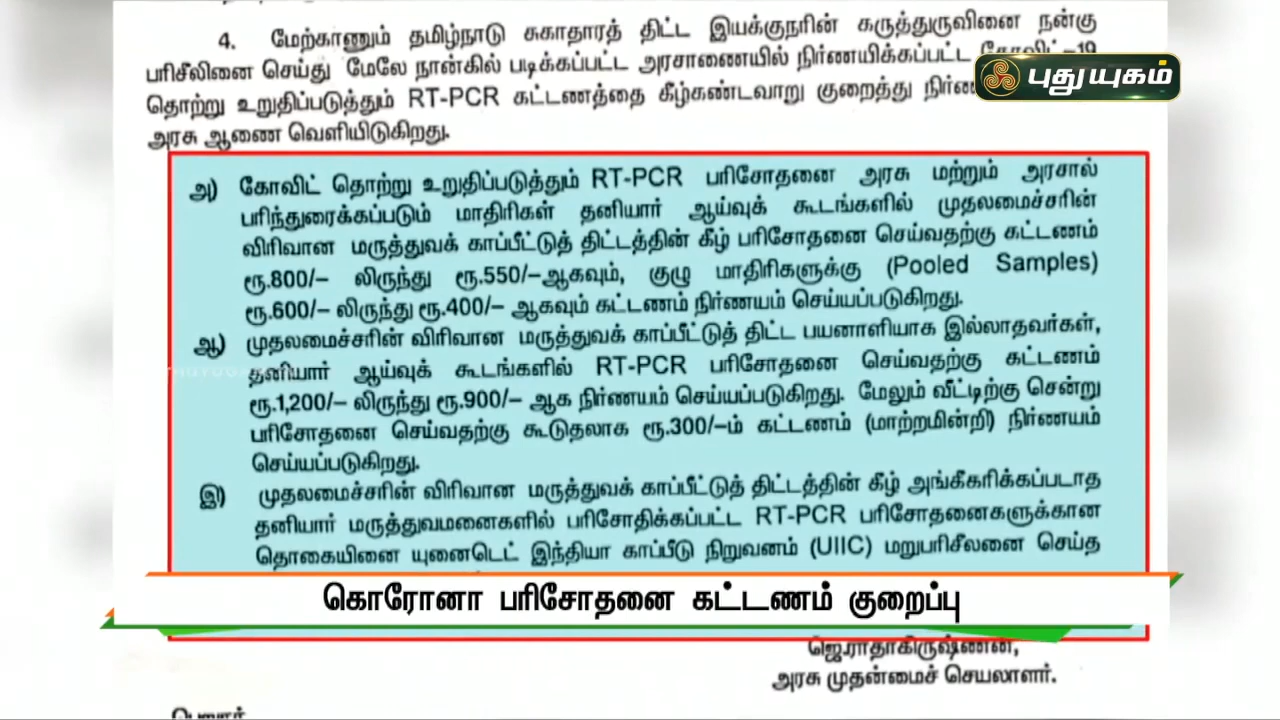 4. மேற்காணும் தமிழ்நாடு சுகாதாரத் திட்ட இயக்குநரின் கருத்துருவினை நன்கு
பரிசீலினை செய்து மேலே நான்கில் படிக்கப்பட்ட அரசாணையில் நிர்ணயிக்கப்பட்ட கோவிட்-19
புதுயுகம்
தொற்று உறுதிப்படுத்தும் RT-PCR கட்டணத்தை கீழ்கண்டவாறு குறைத்து
அரசு ஆணை வெளியிடுகிறது.
அ) கோவிட் தொற்று உறுதிப்படுத்தும் RT-PCR பரிசோதனை அரசு மற்றும் அரசால்
பரிந்துரைக்கப்படும் மாதிரிகள் தனியார் ஆய்வுக் கூடங்களில் முதலமைச்சரின்
விரிவான மருத்துவக் காப்பீட்டுத் திட்டத்தின் கீழ் பரிசோதனை செய்வதற்கு கட்டணம்
ரூ.800/– லிருந்து ரூ.550/–ஆகவும், குழு மாதிரிகளுக்கு (Pooled Samples)
ரூ.600/– லிருந்து ரூ.400/– ஆகவும் கட்டணம் நிர்ணயம் செய்யப்படுகிறது.
ஆ) முதலமைச்சரின் விரிவான மருத்துவக் காப்பீட்டுத் திட்ட பயனாளியாக இல்லாதவர்கள்,
தனியார் ஆய்வுக் கூடங்களில் RT-PCR பரிசோதனை செய்வதற்கு கட்டணம்
ரூ.1,200/– லிருந்து ரூ.900/– ஆக நிர்ணயம் செய்யப்படுகிறது. மேலும் வீட்டிற்கு சென்று
பரிசோதனை செய்வதற்கு கூடுதலாக ரூ.300/–ம் கட்டணம் (மாற்றமின்றி) நிர்ணயம்
செய்யப்படுகிறது.
இ) முதலமைச்சரின் விரிவான மருத்துவக் காப்பீட்டுத் திட்டத்தின் கீழ் அங்கீகரிக்கப்படாத
தனியார் மருத்துவமனைகளில் பரிசோதிக்கப்பட்ட RT-PCR பரிசோதனைகளுக்கான
தொகையினை யுனைடெட் இந்தியா காப்பீடு நிறுவனம் (UIIC) மறுபரிசீலனை செய்த
கொரோனா பரிசோதனை கட்டணம் குறைப்பு
ஜெ.ராதாகிருஷ்ணன்,
அரசு முதன்மைச் செயலாளர்.